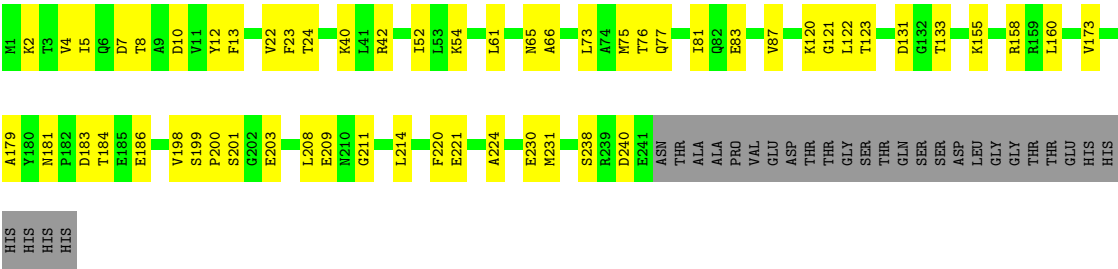 M1 K2 T3 V4 I5 Q6 D7 T8 A9 D10 V11 Y12 F13 V22 F23 T24 K40 L41 R42 I52 L53 K54 L61 N65 A66 L73 A74 M75 T76 Q77 I81 Q82 E83 V87 K120 G121 L122 T123 D131 G132 T133 K155 R158 R159 L160 V173
A179 Y180 N181 P182 D183 T184 E185 E186 V198 S199 P200 S201 G202 E203 L208 E209 N210 G211 L214 F220 E221 A224 E230 M231 S238 R239 D240 E241 ASN THR ALA ALA PRO VAL GLU ASP THR THR GLY SER THR GLN SER SER ASP LEU GLY GLY THR THR GLU HIS HIS
HIS HIS HIS HIS